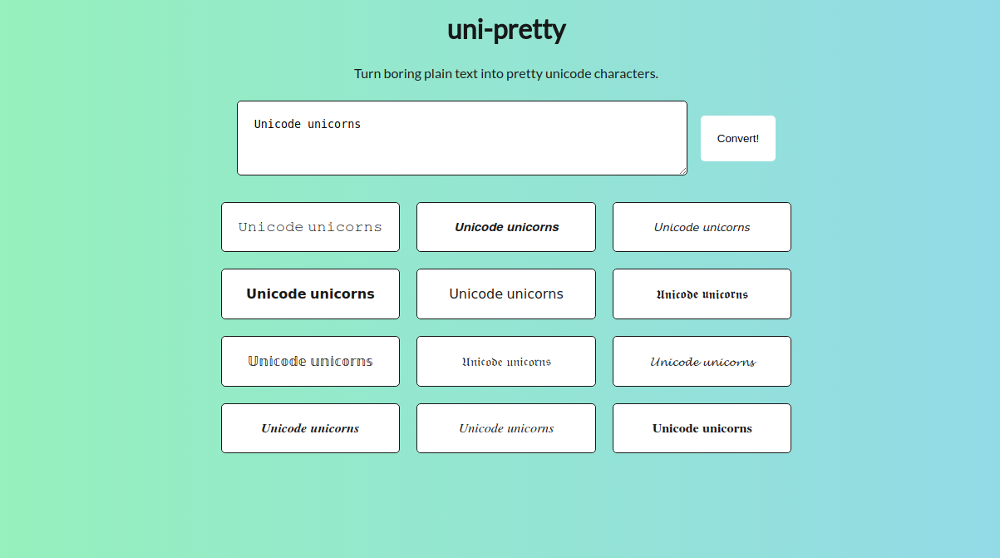 uni-pretty
Turn boring plain text into pretty unicode characters.
Unicode unicorns
Convert!
𝚄𝚗𝚒𝚌𝚘𝚍𝚎 𝚞𝚗𝚒𝚌𝚘𝚛𝚗𝚜
𝙐𝙣𝙞𝙘𝙤𝙙𝙚 𝙪𝙣𝙞𝙘𝙤𝙧𝙣𝙨
𝘜𝘯𝘪𝘤𝘰𝘥𝘦 𝘶𝘯𝘪𝘤𝘰𝘳𝘯𝘴
𝗨𝗻𝗶𝗰𝗼𝗱𝗲 𝘂𝗻𝗶𝗰𝗼𝗿𝗻𝘀
𝖴𝗇𝗂𝖼𝗈𝖽𝖾 𝗎𝗇𝗂𝖼𝗈𝗋𝗇𝗌
𝖀𝖓𝖎𝖈𝖔𝖉𝖊 𝖚𝖓𝖎𝖈𝖔𝖗𝖓𝖘
𝕌𝕟𝕚𝕔𝕠𝕕𝕖 𝕦𝕟𝕚𝕔𝕠𝕣𝕟𝕤
𝔘𝔫𝔦𝔠𝔬𝔡𝔢 𝔲𝔫𝔦𝔠𝔬𝔯𝔫𝔰
𝓤𝓷𝓲𝓬𝓸𝓭𝓮 𝓾𝓷𝓲𝓬𝓸𝓻𝓷𝓼
𝑼𝒏𝒊𝒄𝒐𝒅𝒆 𝒖𝒏𝒊𝒄𝒐𝒓𝒏𝒔
𝑈𝑛𝑖𝑐𝑜𝑑𝑒 𝑢𝑛𝑖𝑐𝑜𝑟𝑛𝑠
𝐔𝐧𝐢𝐜𝐨𝐝𝐞 𝐮𝐧𝐢𝐜𝐨𝐫𝐧𝐬